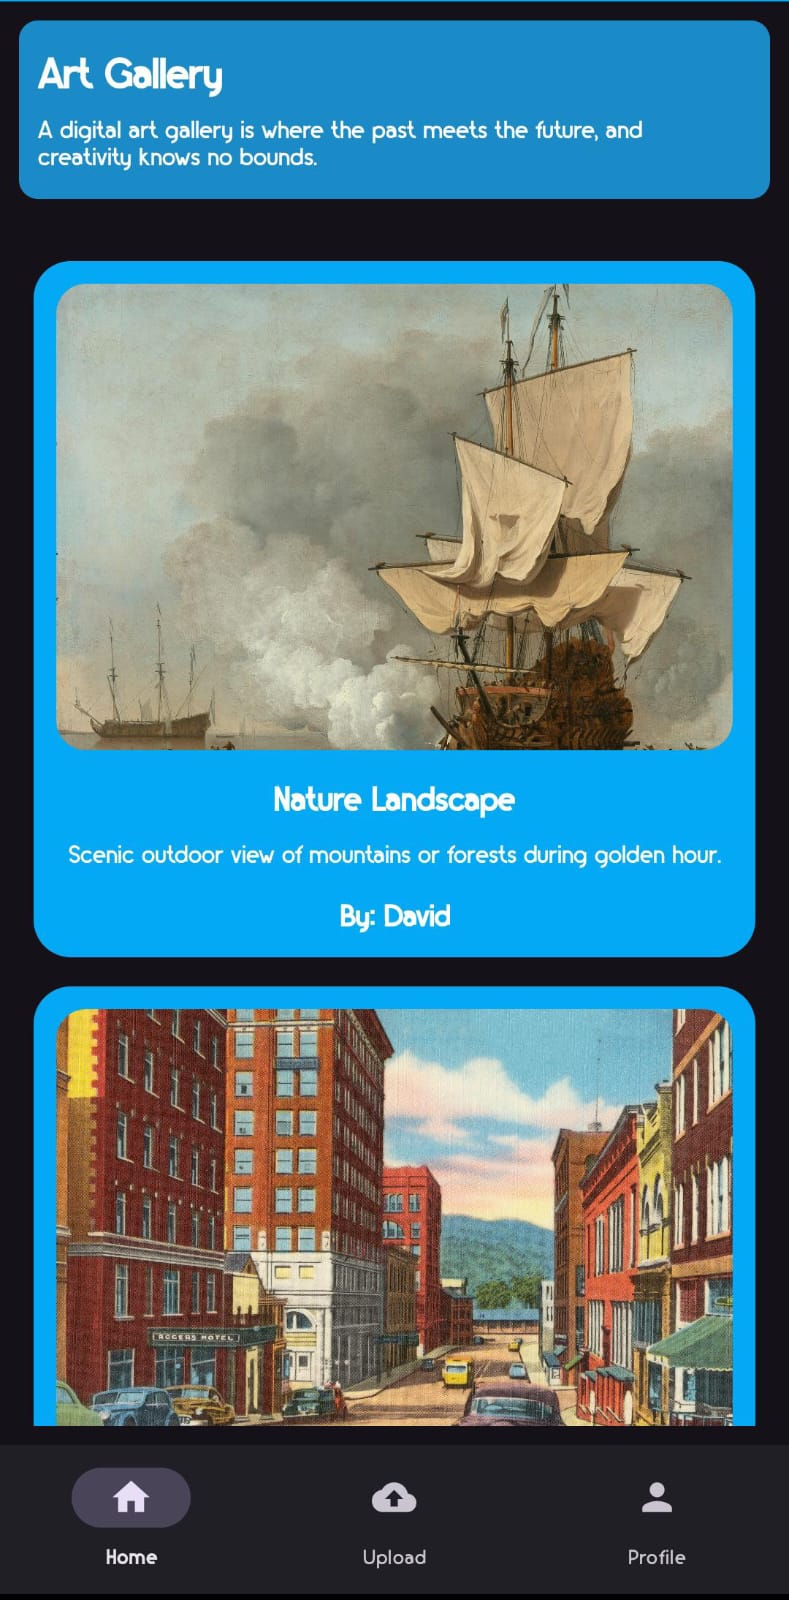 Art Gallery
A digital art gallery is where the past meets the future, and
creativity knows no bounds.
Nature Landscape
Scenic outdoor view of mountains or forests during golden hour.
By: David
ROGERS HOTEL
Home
Upload
Profile